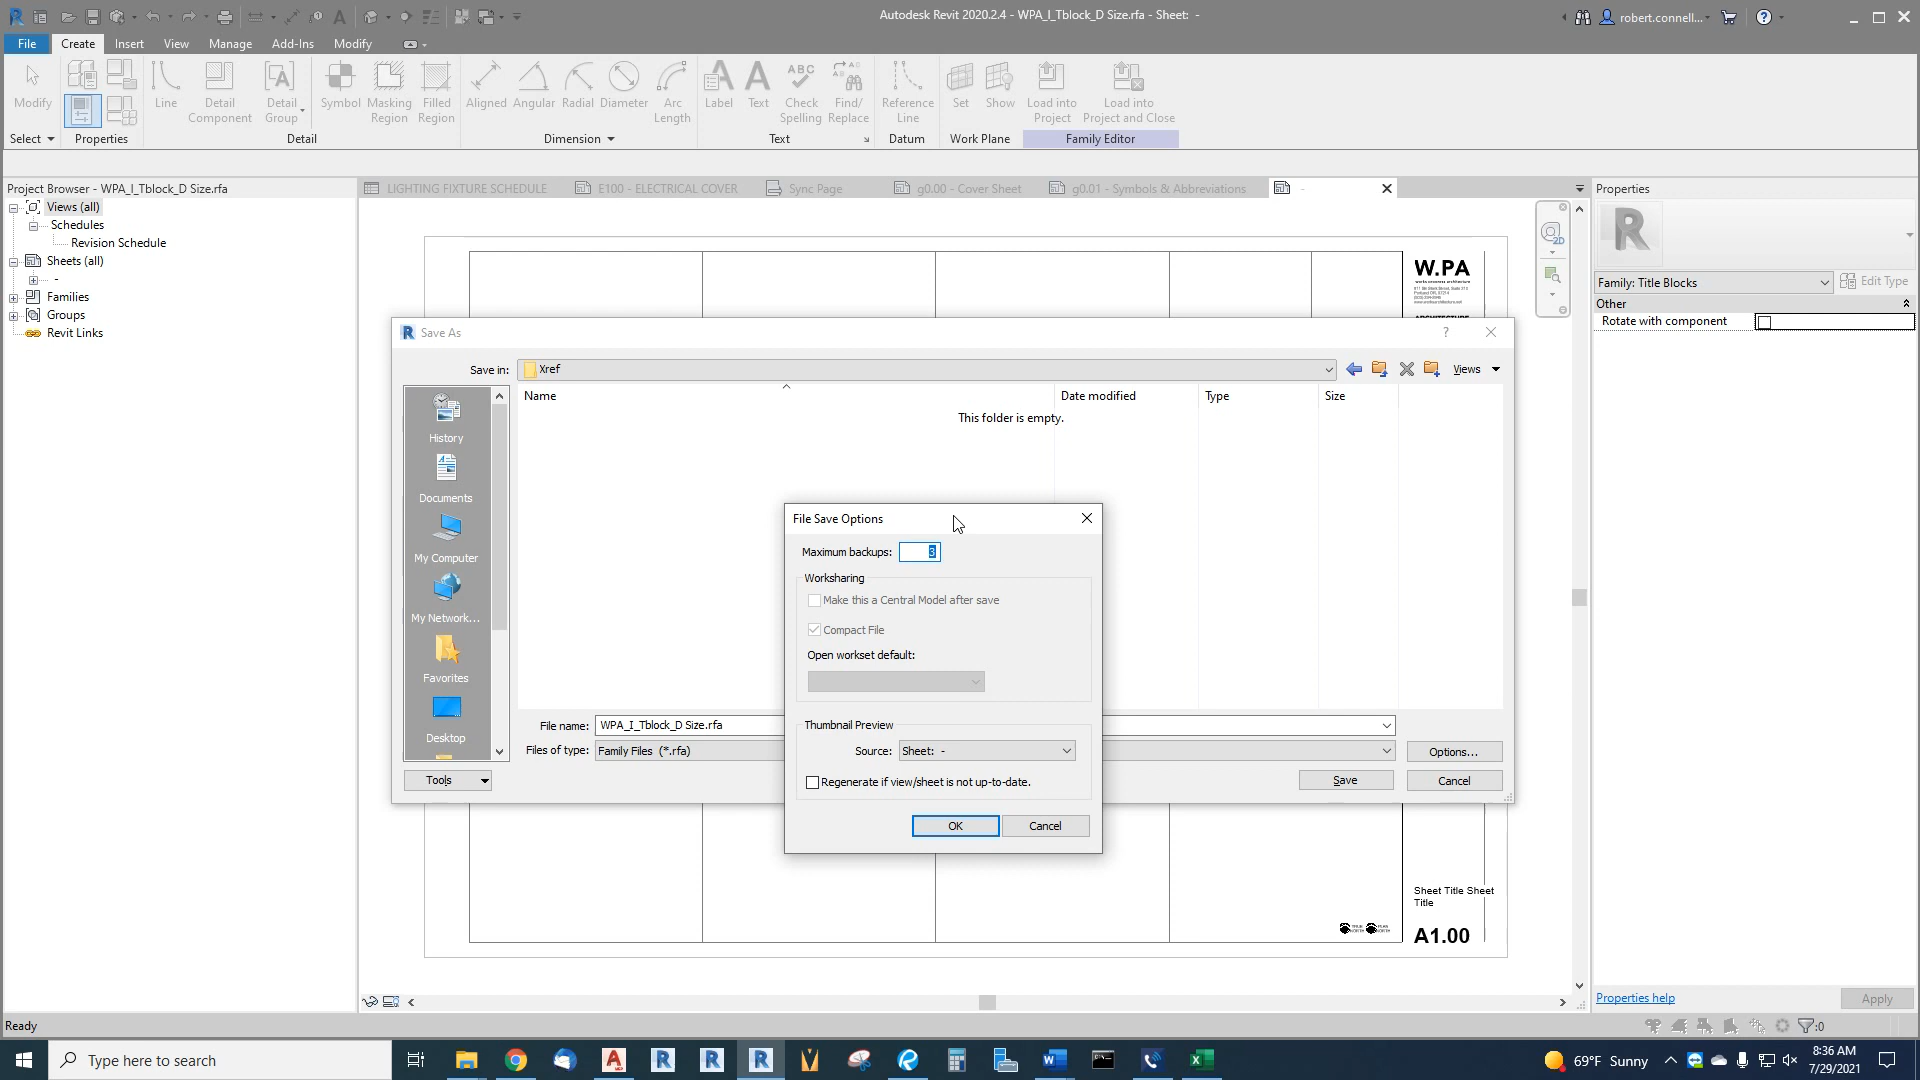 Autodesk Revit 2020.2.4 - WPA_I_Tblock_D Size.rfa - Sheet: -
robert.connell...
File Create Insert View Manage Add-Ins Modify
Modify
Line
Detail Component
Detail Group
Symbol
Masking Region
Filled Region
Aligned
Angular
Radial
Diameter
Arc Length
Label
Text
Check Spelling
Find/ Replace
Reference Line
Set
Show
Load into Project
Load into Project and Close
Select Properties Detail Dimension Text Datum Work Plane Family Editor
Project Browser - WPA_I_Tblock_D Size.rfa
Views (all)
Schedules
Revision Schedule
Sheets (all)
-
Families
Groups
Revit Links
LIGHTING FIXTURE SCHEDULE
E100 - ELECTRICAL COVER
Sync Page
g0.00 - Cover Sheet
g0.01 - Symbols & Abbreviations
-
Properties
Family: Title Blocks
Edit Type
Other
Rotate with component
Properties help
Apply
2D
W.PA
Save As
Save in: Xref
Views
Name
Date modified
Type
Size
This folder is empty.
History
Documents
My Computer
My Network...
Favorites
Desktop
File name: WPA_I_Tblock_D Size.rfa
Files of type: Family Files (*.rfa)
Tools
Options...
Save
Cancel
File Save Options
Maximum backups: 3
Worksharing
Make this a Central Model after save
Compact File
Open workset default:
Thumbnail Preview
Source: Sheet: -
Regenerate if view/sheet is not up-to-date.
OK
Cancel
Sheet Title Sheet
Title
A1.00
Ready
:0
Type here to search
69°F Sunny
8:36 AM
7/29/2021